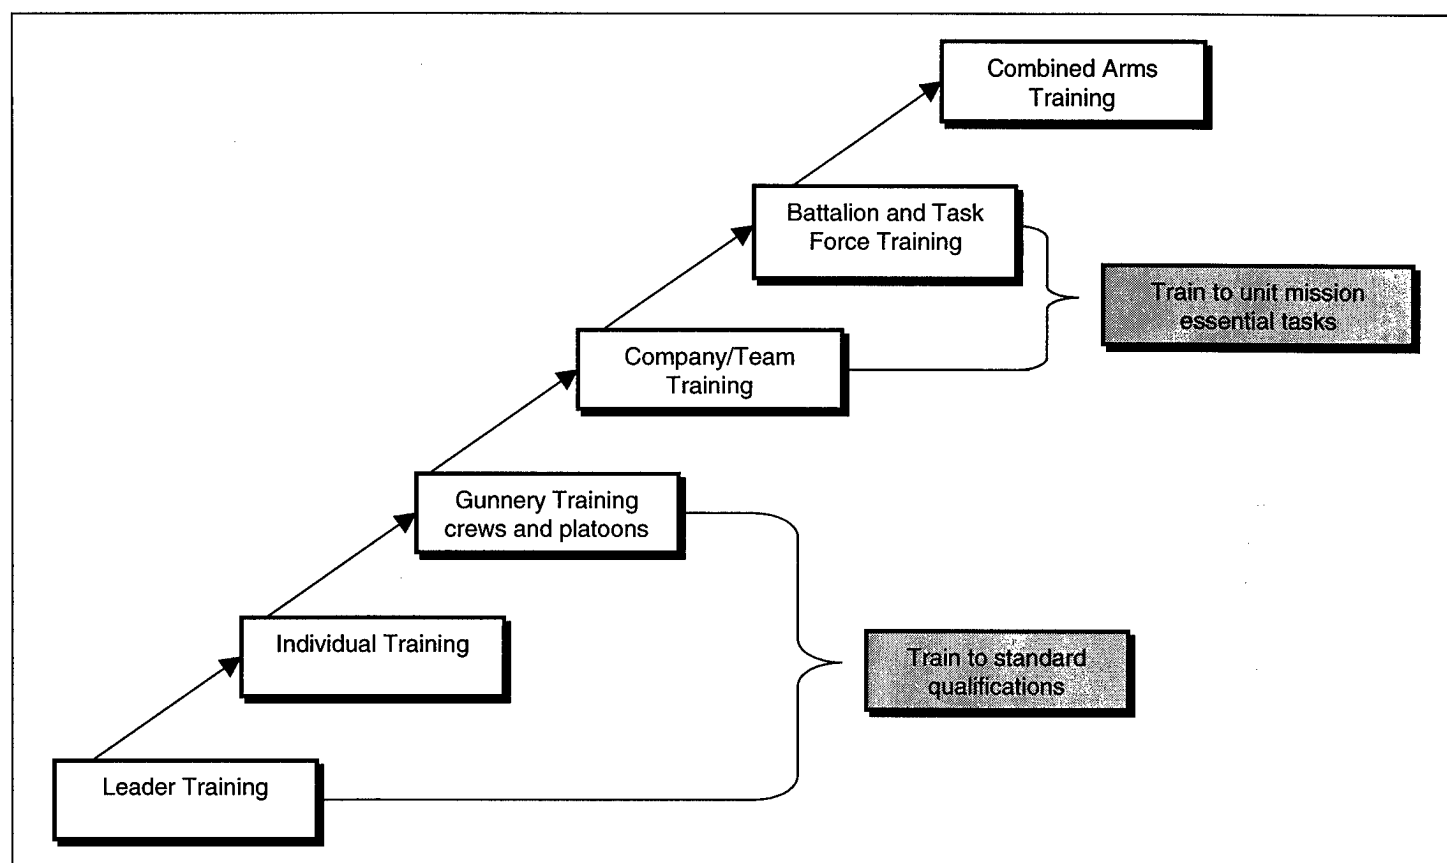 Combined Arms
Training
Battalion and Task
Force Training
Train to unit mission
essential tasks
Company/Team
Training
Gunnery Training
crews and platoons
Individual Training
Train to standard
qualifications
Leader Training